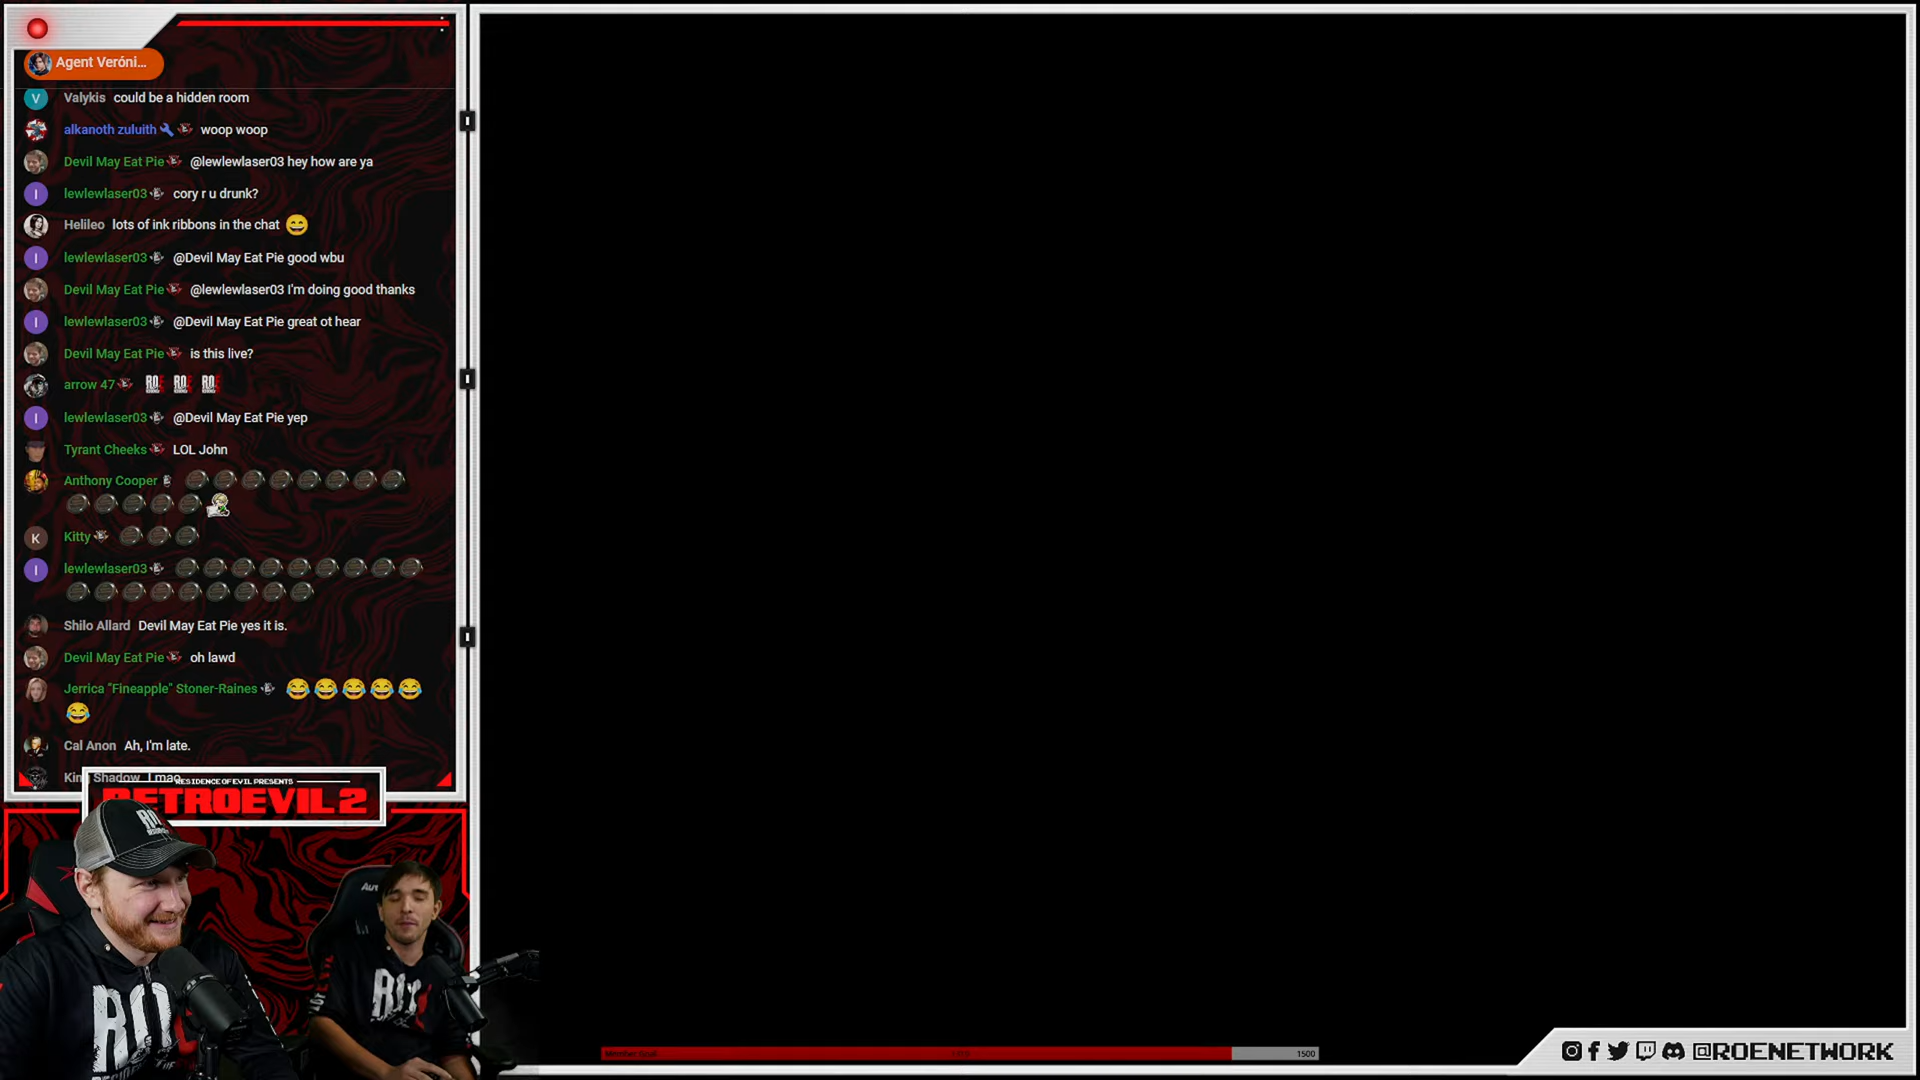 Agent Veróni...
V Valykis could be a hidden room
alkanoth zuluith woop woop
Devil May Eat Pie @lewlewlaser03 hey how are ya
l lewlewlaser03 cory r u drunk?
Helileo lots of ink ribbons in the chat
l lewlewlaser03 @Devil May Eat Pie good wbu
Devil May Eat Pie @lewlewlaser03 I'm doing good thanks
l lewlewlaser03 @Devil May Eat Pie great ot hear
Devil May Eat Pie is this live?
arrow 47
l lewlewlaser03 @Devil May Eat Pie yep
Tyrant Cheeks LOL John
Anthony Cooper
K Kitty
l lewlewlaser03
Shilo Allard Devil May Eat Pie yes it is.
Devil May Eat Pie oh lawd
Jerrica "Fineapple" Stoner-Raines
Cal Anon Ah, I'm late.
Shadow
RESIDENCE OF EVIL PRESENTS
RETROEVIL 2
Member Goal
1500
@ROENETWORK